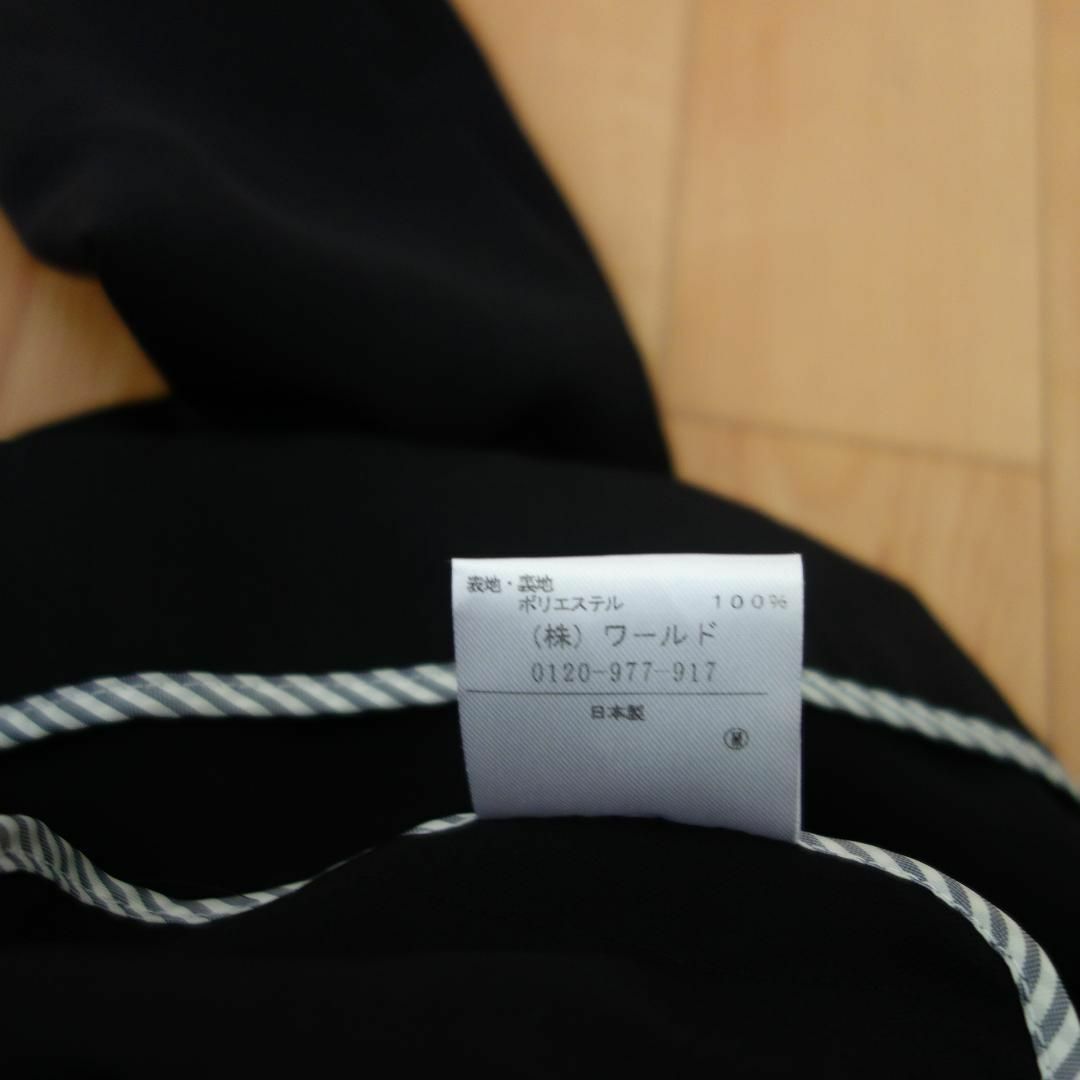 表地・裏地
ポリエステル 100%
(株) ワールド
0120-977-917
日本製
Ⓜ